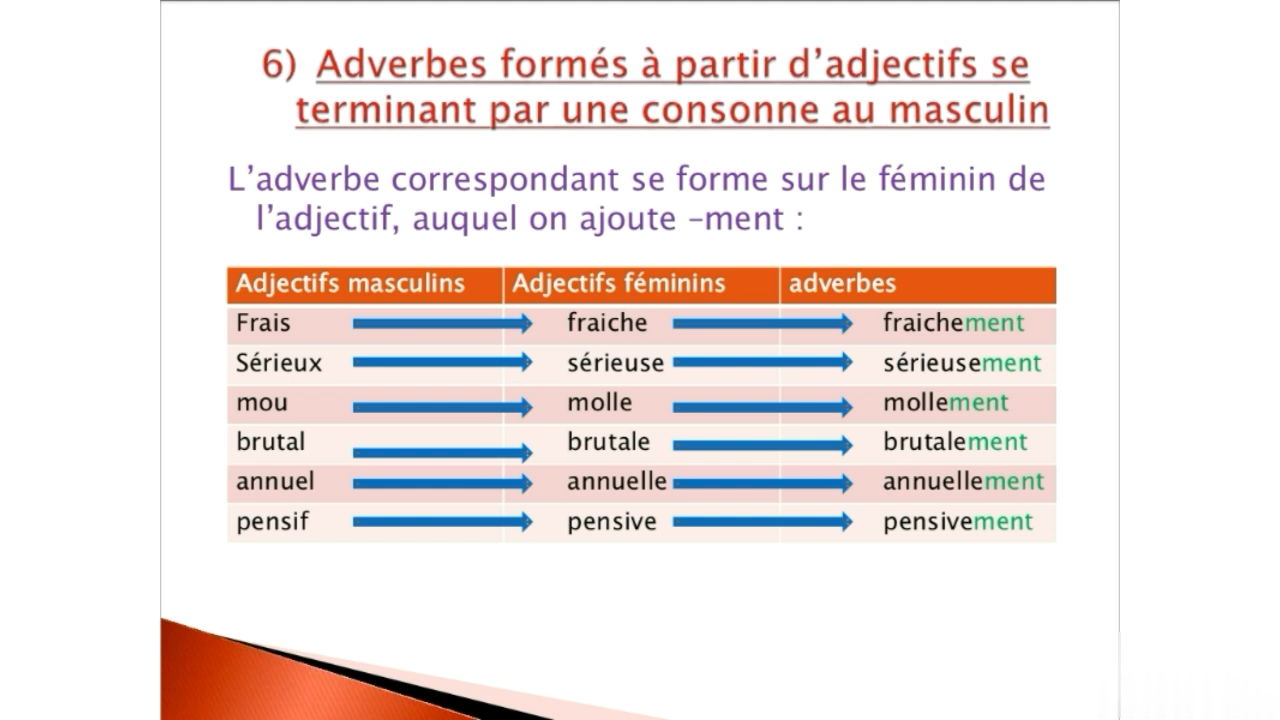 6) Adverbes formés à partir d’adjectifs se
terminant par une consonne au masculin
L’adverbe correspondant se forme sur le féminin de
l’adjectif, auquel on ajoute –ment :
Adjectifs masculins Adjectifs féminins adverbes
Frais fraiche fraichement
Sérieux sérieuse sérieusement
mou molle mollement
brutal brutale brutalement
annuel annuelle annuellement
pensif pensive pensivement